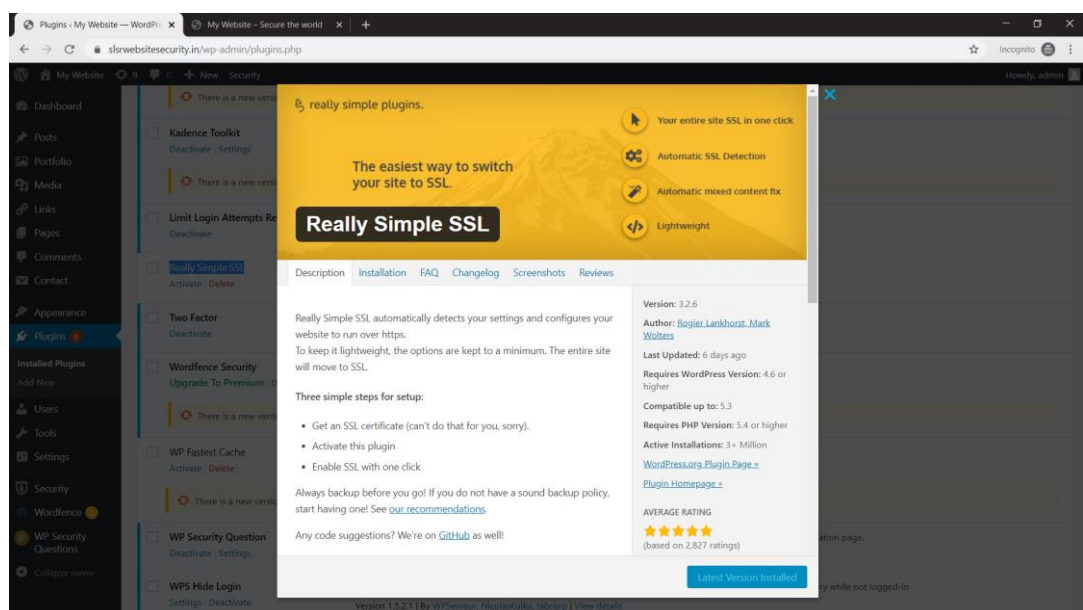 Plugins ‹ My Website — WordPr
My Website – Secure the world
slsrwebsitesecurity.in/wp-admin/plugins.php
Incognito
My Website 9 0 New Security
Howdy, admin
Dashboard
Posts
Portfolio
Media
Links
Pages
Comments
Contact
Appearance
Plugins
Installed Plugins
Add New
Users
Tools
Settings
Security
Wordfence
WP Security
Questions
Collapse menu
There is a new vers
Kadence Toolkit
Deactivate | Settings
There is a new versi
Limit Login Attempts Re
Deactivate
Really Simple SSL
Activate | Delete
Two Factor
Deactivate
Wordfence Security
Upgrade To Premium | D
There is a new versi
WP Fastest Cache
Activate | Delete
There is a new versi
WP Security Question
Deactivate | Settings
WPS Hide Login
Settings | Deactivate
really simple plugins.
The easiest way to switch
your site to SSL.
Your entire site SSL in one click
Automatic SSL Detection
Automatic mixed content fix
Lightweight
Really Simple SSL
Description Installation FAQ Changelog Screenshots Reviews
Really Simple SSL automatically detects your settings and configures your
website to run over https.
To keep it lightweight, the options are kept to a minimum. The entire site
will move to SSL.
Three simple steps for setup:
• Get an SSL certificate (can't do that for you, sorry).
• Activate this plugin
• Enable SSL with one click
Always backup before you go! If you do not have a sound backup policy,
start having one! See our recommendations.
Any code suggestions? We're on GitHub as well!
Version: 3.2.6
Author: Rogier Lankhorst, Mark
Wolters
Last Updated: 6 days ago
Requires WordPress Version: 4.6 or
higher
Compatible up to: 5.3
Requires PHP Version: 5.4 or higher
Active Installations: 3+ Million
WordPress.org Plugin Page »
Plugin Homepage »
AVERAGE RATING
(based on 2,827 ratings)
Latest Version Installed
ation page.
ry while not logged-in
Version 1.5.2.1 | By WPServeur, NicolasKulka, tabrisrp | View details